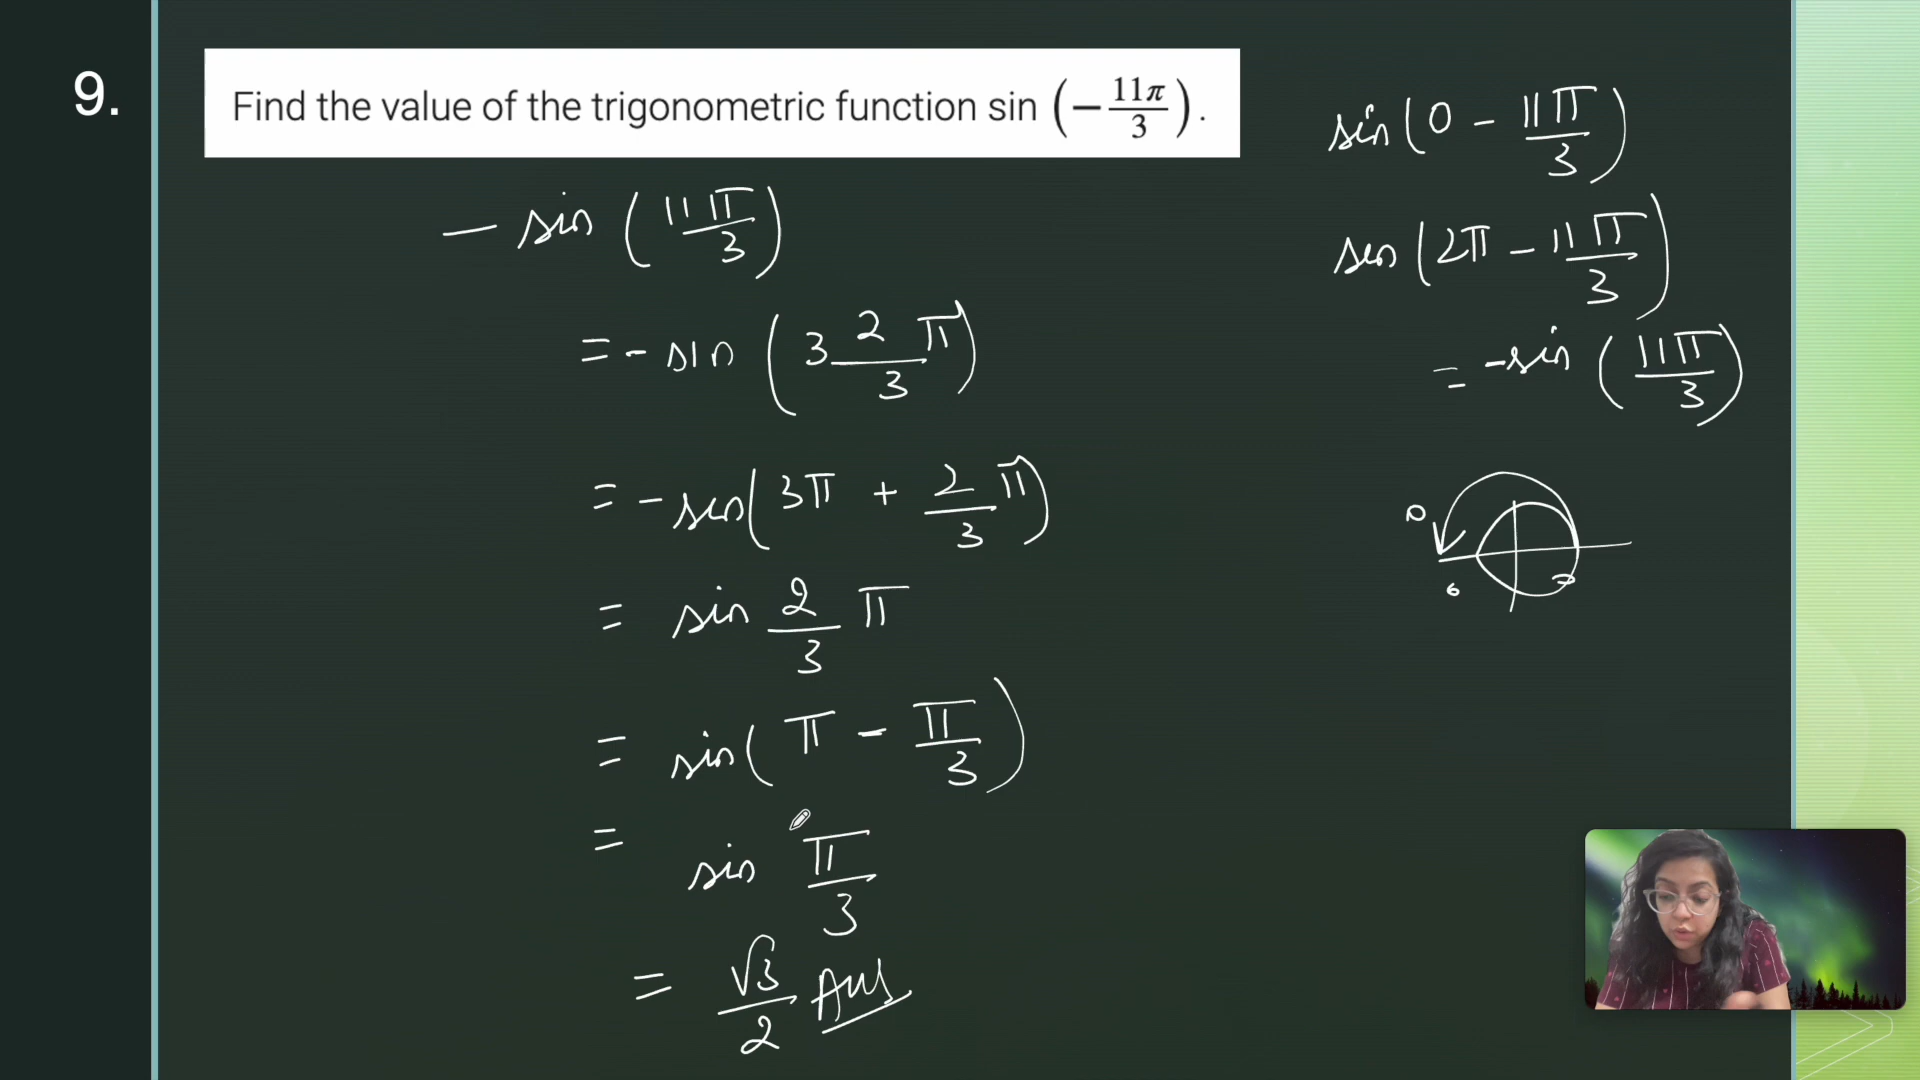 9.
Find the value of the trigonometric function sin (−11π/3).
− sin (11π/3)
= − sin (3 2/3 π)
= − sin (3π + 2/3 π)
= sin 2/3 π
= sin (π − π/3)
= sin π/3
= √3/2 Ans
sin (0 − 11π/3)
sin (2π − 11π/3)
= −sin (11π/3)